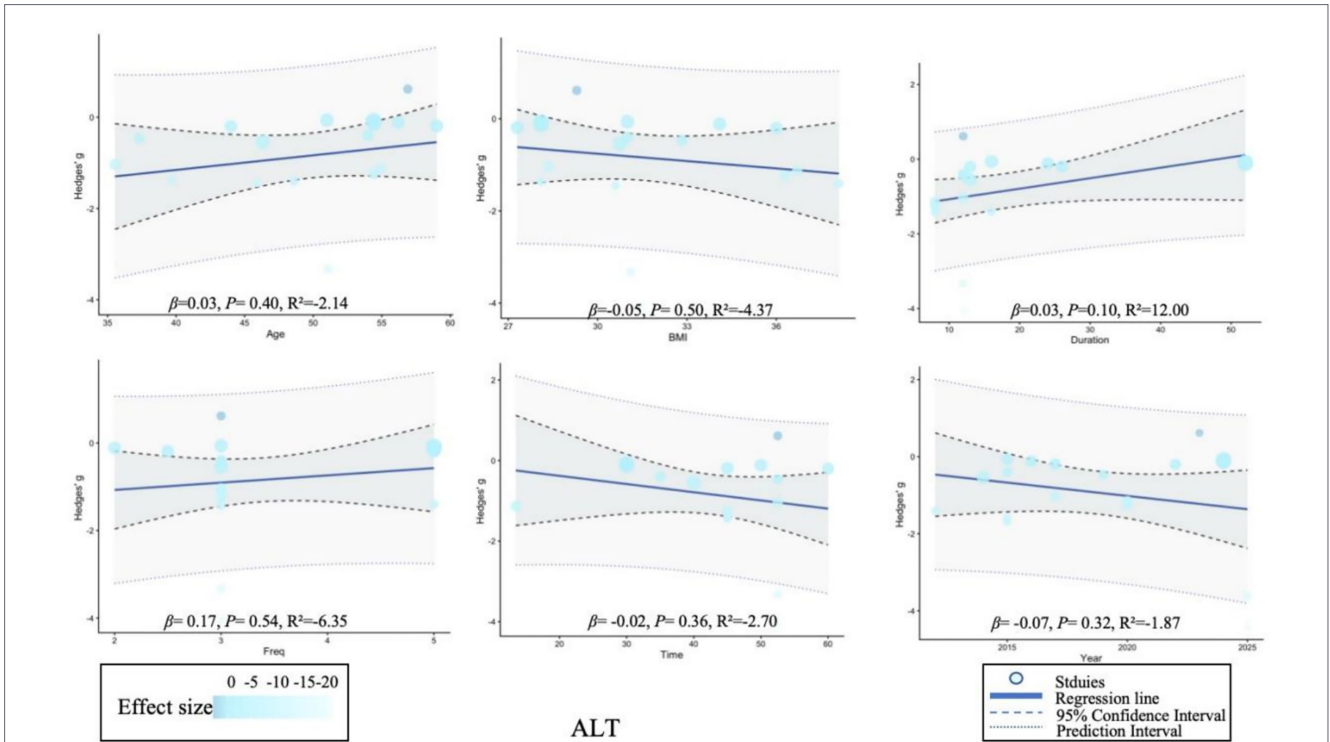 0
-2
-4
Hedges' g
β=0.03, P= 0.40, R²=-2.14
35 40 45 50 55 60
Age
0
-2
-4
Hedges' g
β=-0.05, P= 0.50, R²=-4.37
27 30 33 36
BMI
2
0
-2
-4
Hedges' g
β=0.03, P=0.10, R²=12.00
10 20 30 40 50
Duration
0
-2
-4
Hedges' g
β= 0.17, P= 0.54, R²=-6.35
2 3 4 5
Freq
2
0
-2
-4
Hedges' g
β= -0.02, P= 0.36, R²=-2.70
20 30 40 50 60
Time
2
0
-2
-4
Hedges' g
β= -0.07, P= 0.32, R²=-1.87
2015 2020 2025
Year
0 -5 -10 -15-20
Effect size
ALT
Stduies
Regression line
95% Confidence Interval
Prediction Interval